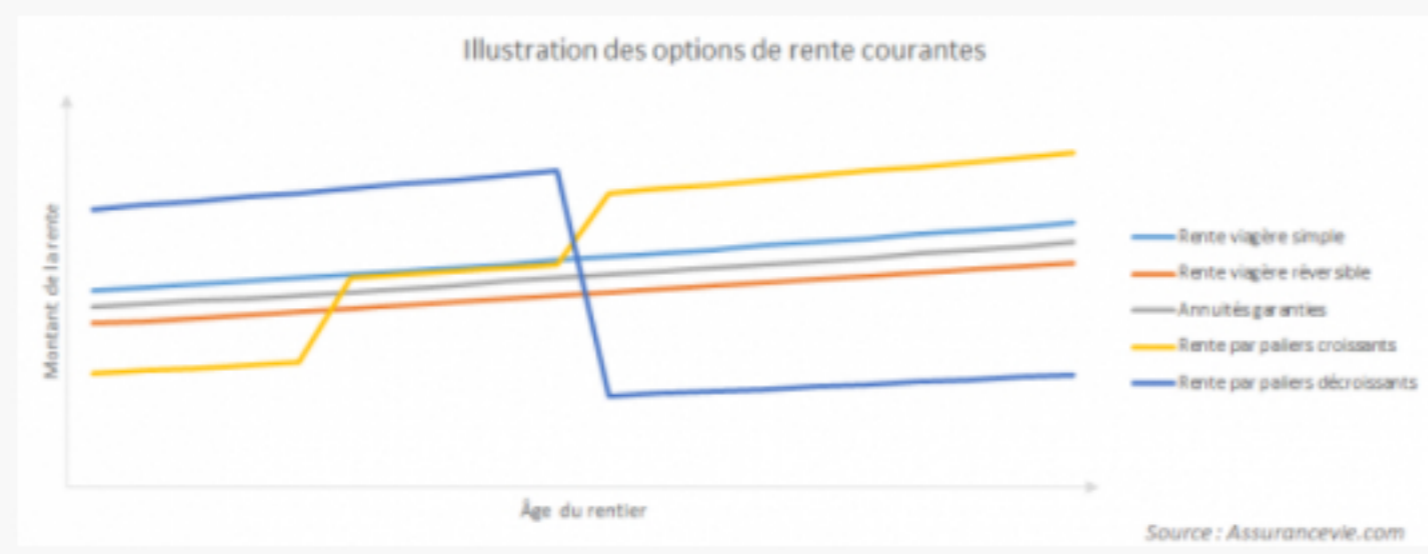 Illustration des options de rente courantes
Montant de la rente
Rente viagère simple
Rente viagère réversible
Annuités garanties
Rente par paliers croissants
Rente par paliers décroissants
Âge du rentier
Source : Assurancevie.com